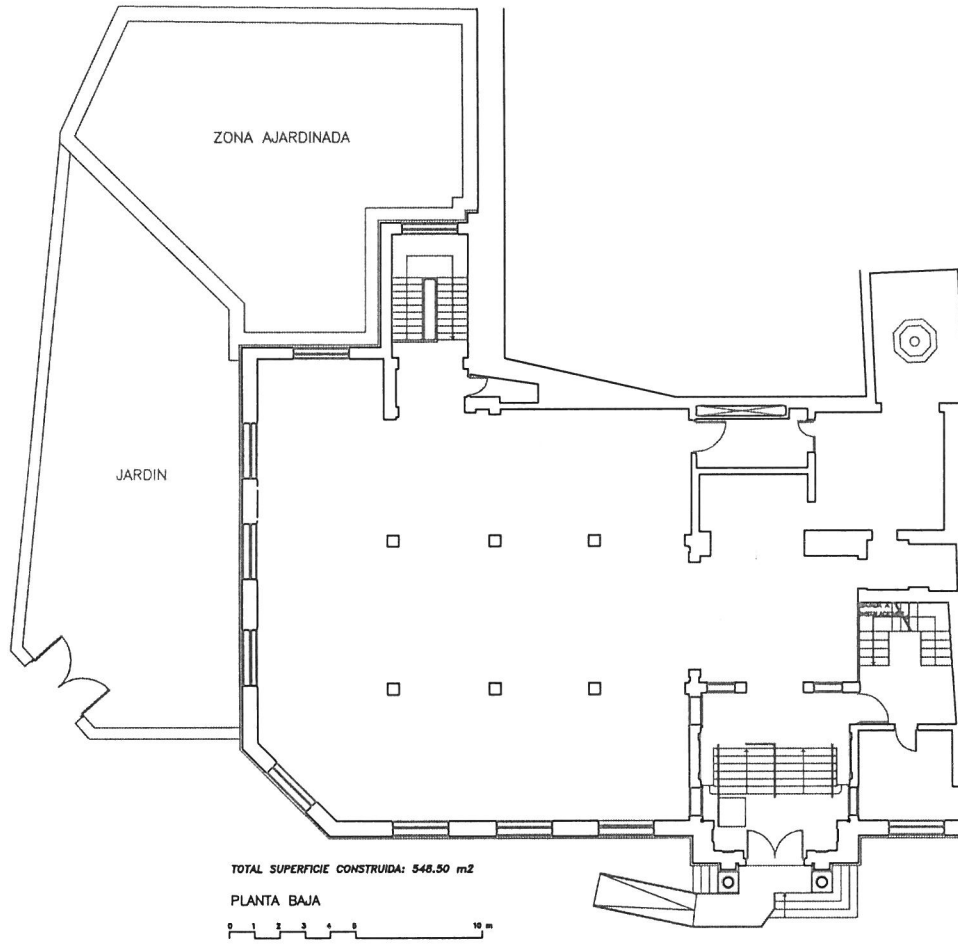 ZONA AJARDINADA
JARDIN
TOTAL SUPERFICIE CONSTRUIDA: 548.50 m2
PLANTA BAJA
0 1 2 3 4 5 10 m